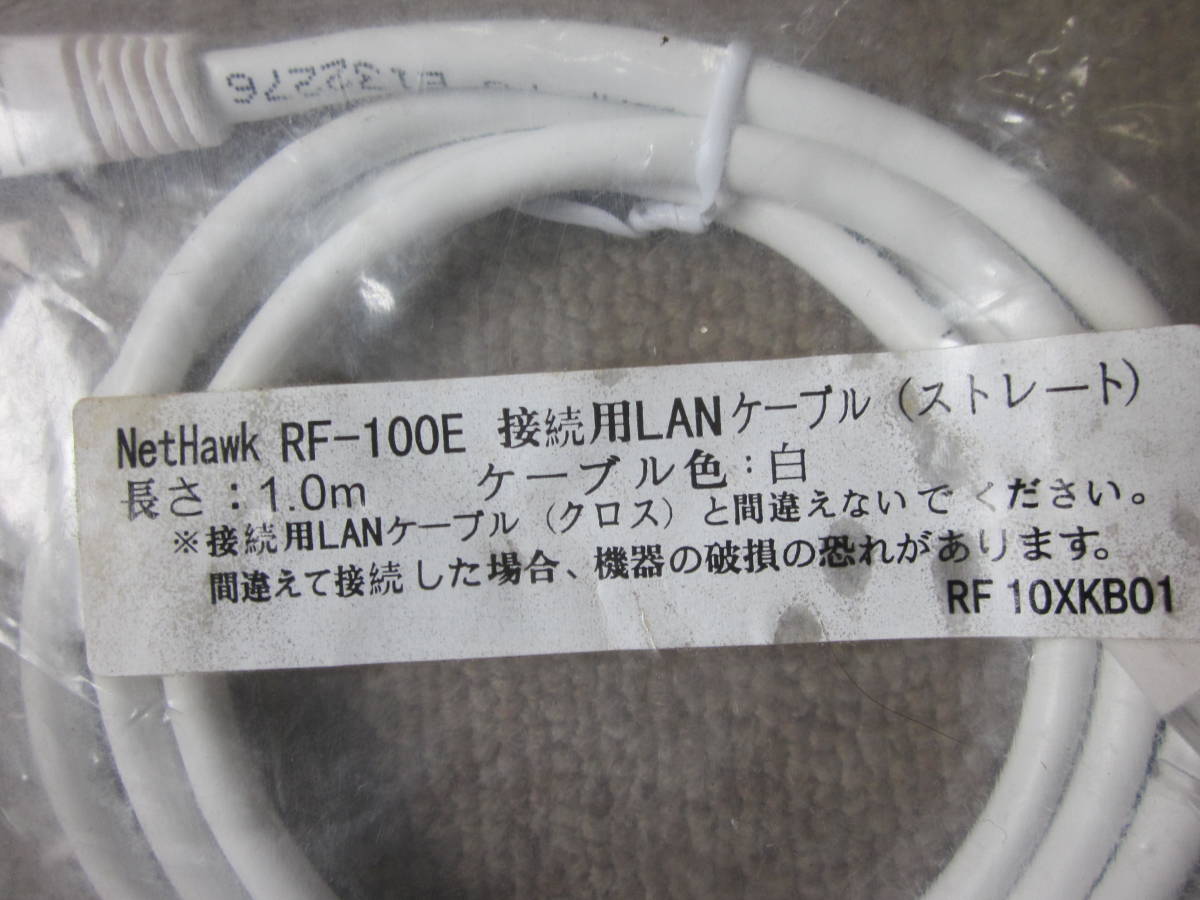 E132276
NetHawk RF-100E 接続用LANケーブル（ストレート）
長さ：1.0m ケーブル色：白
※接続用LANケーブル（クロス）と間違えないでください。
間違えて接続した場合、機器の破損の恐れがあります。
RF 10XKB01